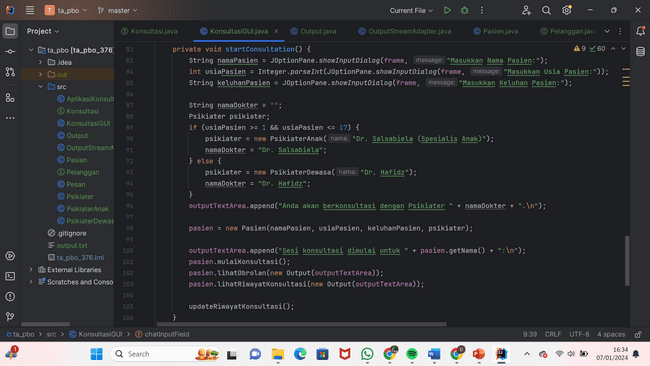 ta_pbo
master
Current File
Project
Konsultasi.java
KonsultasiGUI.java
Output.java
OutputStreamAdapter.java
Pasien.java
Pelanggan.java
ta_pbo [ta_pbo_376]
.idea
out
src
AplikasiKonsult
Konsultasi
KonsultasiGUI
Output
OutputStreamA
Pasien
Pelanggan
Pesan
Psikiater
PsikiaterAnak
PsikiaterDewas
.gitignore
output.txt
ta_pbo_376.iml
External Libraries
Scratches and Conso
9 60
82 private void startConsultation() {
83 String namaPasien = JOptionPane.showInputDialog(frame, message: "Masukkan Nama Pasien:");
84 int usiaPasien = Integer.parseInt(JOptionPane.showInputDialog(frame, message: "Masukkan Usia Pasien:"));
85 String keluhanPasien = JOptionPane.showInputDialog(frame, message: "Masukkan Keluhan Pasien:");
86
87 String namaDokter = "";
88 Psikiater psikiater;
89 if (usiaPasien >= 1 && usiaPasien <= 17) {
90 psikiater = new PsikiaterAnak( nama: "Dr. Salsabiela (Spesialis Anak)");
91 namaDokter = "Dr. Salsabiela";
92 } else {
93 psikiater = new PsikiaterDewasa( nama: "Dr. Hafidz");
94 namaDokter = "Dr. Hafidz";
95 }
96 outputTextArea.append("Anda akan berkonsultasi dengan Psikiater " + namaDokter + ".\n");
97
98 pasien = new Pasien(namaPasien, usiaPasien, keluhanPasien, psikiater);
99
100 outputTextArea.append("Sesi konsultasi dimulai untuk " + pasien.getNama() + ":\n");
101 pasien.mulaiKonsultasi();
102 pasien.lihatObrolan(new Output(outputTextArea));
103 pasien.lihatRiwayatKonsultasi(new Output(outputTextArea));
104
105 updateRiwayatKonsultasi();
106 }
ta_pbo > src > KonsultasiGUI > chatInputField
9:39 CRLF UTF-8 4 spaces
Search
16:34
07/01/2024